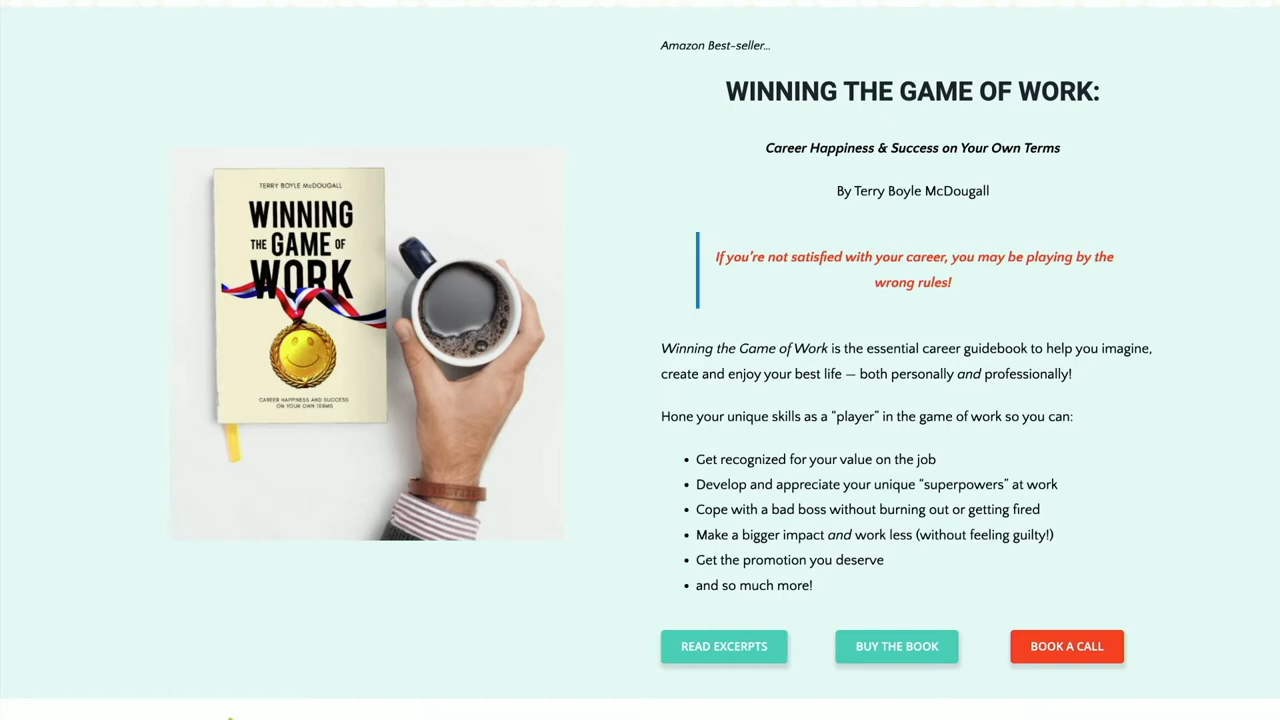 Amazon Best-seller...
WINNING THE GAME OF WORK:
Career Happiness & Success on Your Own Terms
By Terry Boyle McDougall
If you're not satisfied with your career, you may be playing by the
wrong rules!
Winning the Game of Work is the essential career guidebook to help you imagine,
create and enjoy your best life — both personally and professionally!
Hone your unique skills as a “player” in the game of work so you can:
• Get recognized for your value on the job
• Develop and appreciate your unique “superpowers” at work
• Cope with a bad boss without burning out or getting fired
• Make a bigger impact and work less (without feeling guilty!)
• Get the promotion you deserve
• and so much more!
READ EXCERPTS
BUY THE BOOK
BOOK A CALL
TERRY BOYLE McDOUGALL
WINNING
THE GAME OF
WORK
CAREER HAPPINESS AND SUCCESS
ON YOUR OWN TERMS